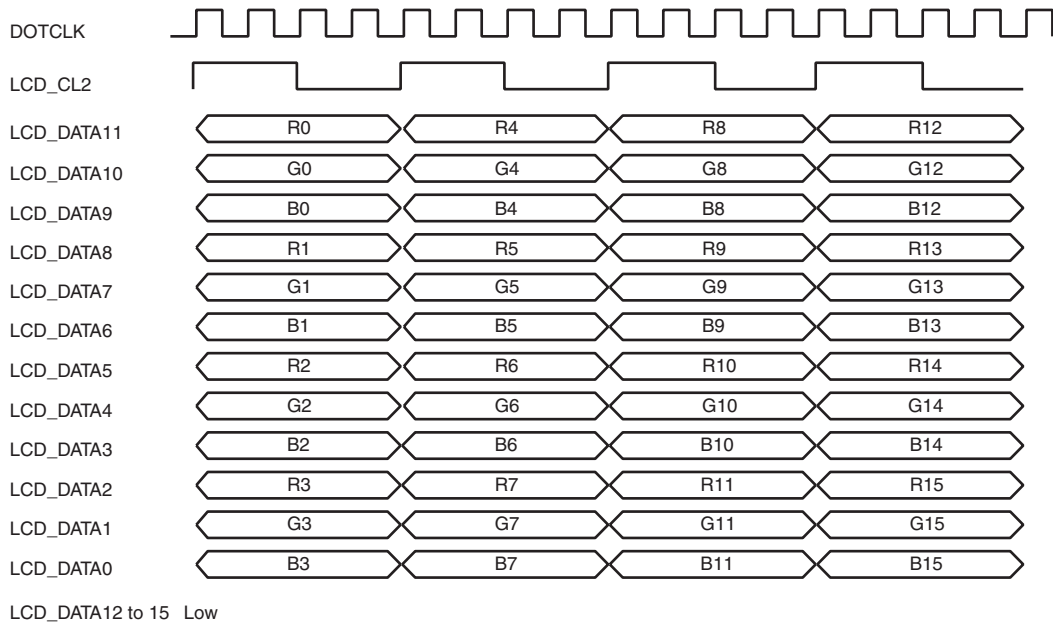 DOTCLK
LCD_CL2
LCD_DATA11 R0 R4 R8 R12
LCD_DATA10 G0 G4 G8 G12
LCD_DATA9 B0 B4 B8 B12
LCD_DATA8 R1 R5 R9 R13
LCD_DATA7 G1 G5 G9 G13
LCD_DATA6 B1 B5 B9 B13
LCD_DATA5 R2 R6 R10 R14
LCD_DATA4 G2 G6 G10 G14
LCD_DATA3 B2 B6 B10 B14
LCD_DATA2 R3 R7 R11 R15
LCD_DATA1 G3 G7 G11 G15
LCD_DATA0 B3 B7 B11 B15
LCD_DATA12 to 15 Low